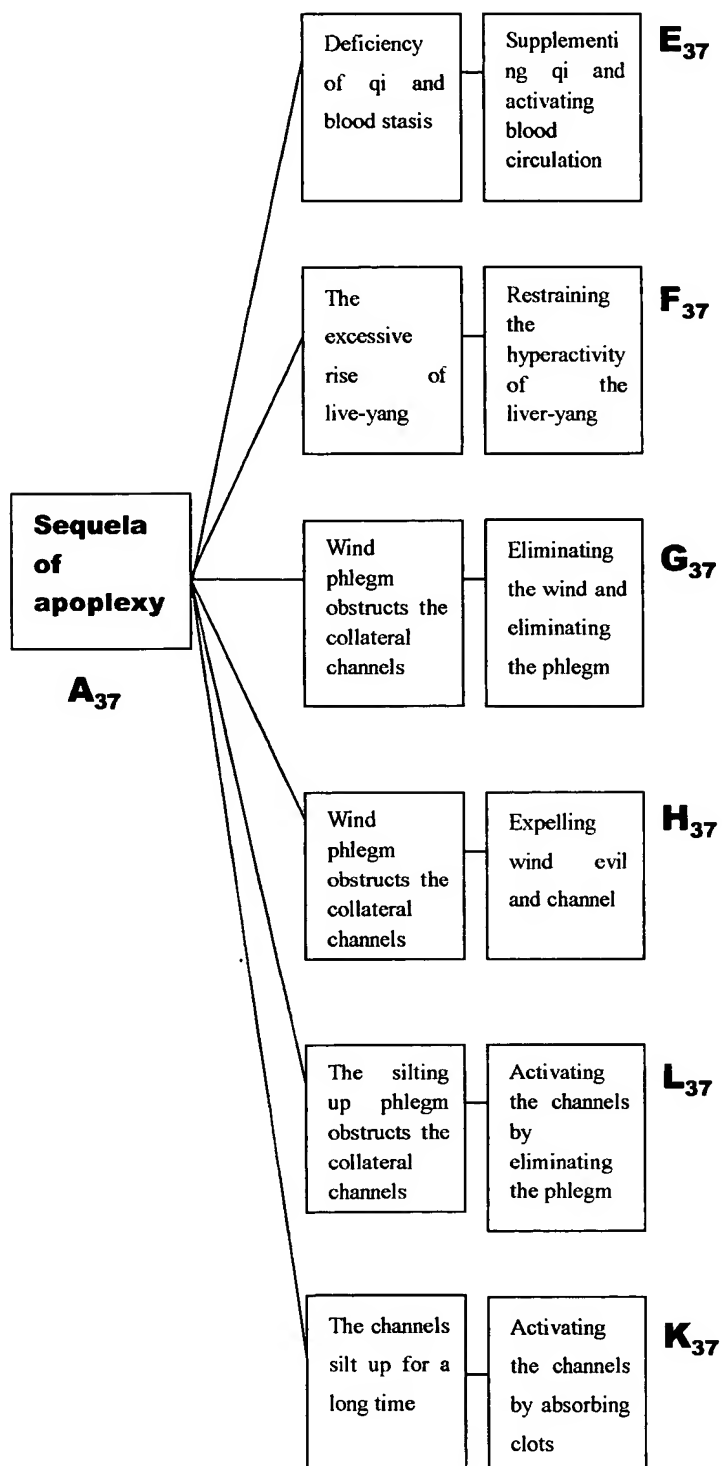 Deficiency
of qi and
blood stasis
Supplementi
ng qi and
activating
blood
circulation
E37
The
excessive
rise of
live-yang
Restraining
the
hyperactivity
of the
liver-yang
F37
Sequela
of
apoplexy
A37
Wind
phlegm
obstructs the
collateral
channels
Eliminating
the wind and
eliminating
the phlegm
G37
Wind
phlegm
obstructs the
collateral
channels
Expelling
wind evil
and channel
H37
The silting
up phlegm
obstructs the
collateral
channels
Activating
the channels
by
eliminating
the phlegm
L37
The channels
silt up for a
long time
Activating
the channels
by absorbing
clots
K37